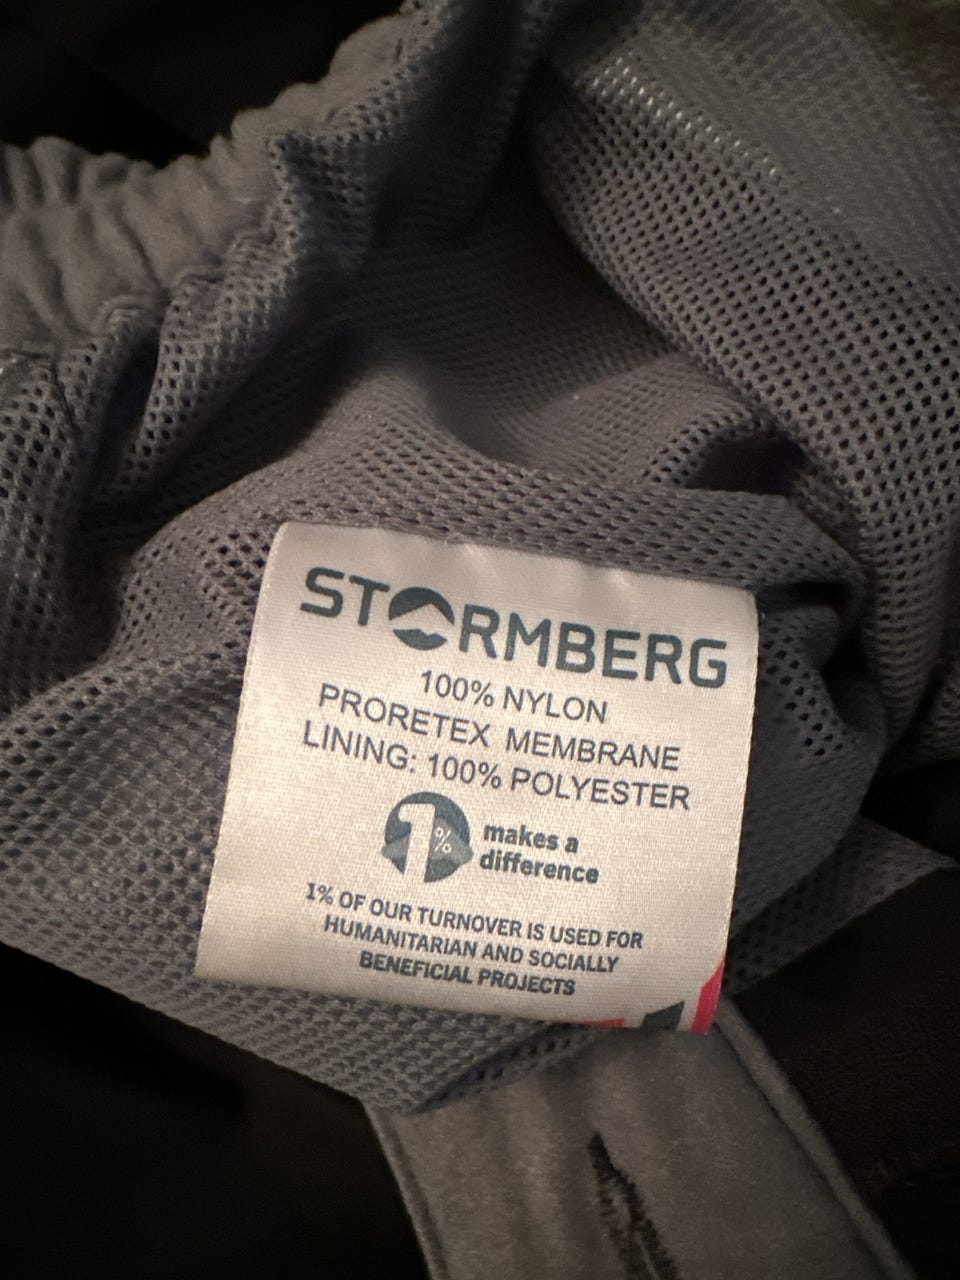 STORMBERG
100% NYLON
PRORETEX MEMBRANE
LINING: 100% POLYESTER
1%
makes a
difference
1% OF OUR TURNOVER IS USED FOR
HUMANITARIAN AND SOCIALLY
BENEFICIAL PROJECTS